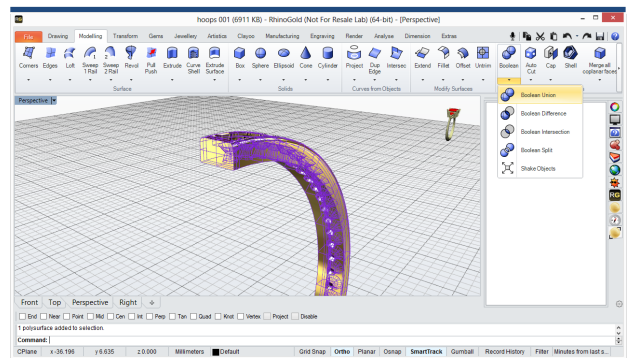 RG
hoops 001 (6911 KB) - RhinoGold (Not For Resale Lab) (64-bit) - [Perspective]
File Drawing Modelling Transform Gems Jewellery Artistics Clayoo Manufacturing Engraving Render Analyse Dimension Extras
Corners Edges Loft Sweep 1 Rail Sweep 2 Rail Revol Pull Push Extrude Curve Shell Extrude Surface Box Sphere Ellipsoid Cone Cylinder Project Dup Edge Intersec Extend Fillet Offset Untrim Boolean Auto Cut Cap Shell Merge all coplanar faces
Surface Solids Curves from Objects Modify Surfaces
Perspective
Boolean Union
Boolean Difference
Boolean Intersection
Boolean Split
Shake Objects
RG
Front Top Perspective Right
End Near Point Mid Cen Int Perp Tan Quad Knot Vertex Project Disable
1 polysurface added to selection.
Command:
CPlane x -36.196 y 6.635 z 0.000 Millimeters Default Grid Snap Ortho Planar Osnap SmartTrack Gumball Record History Filter Minutes from last s...